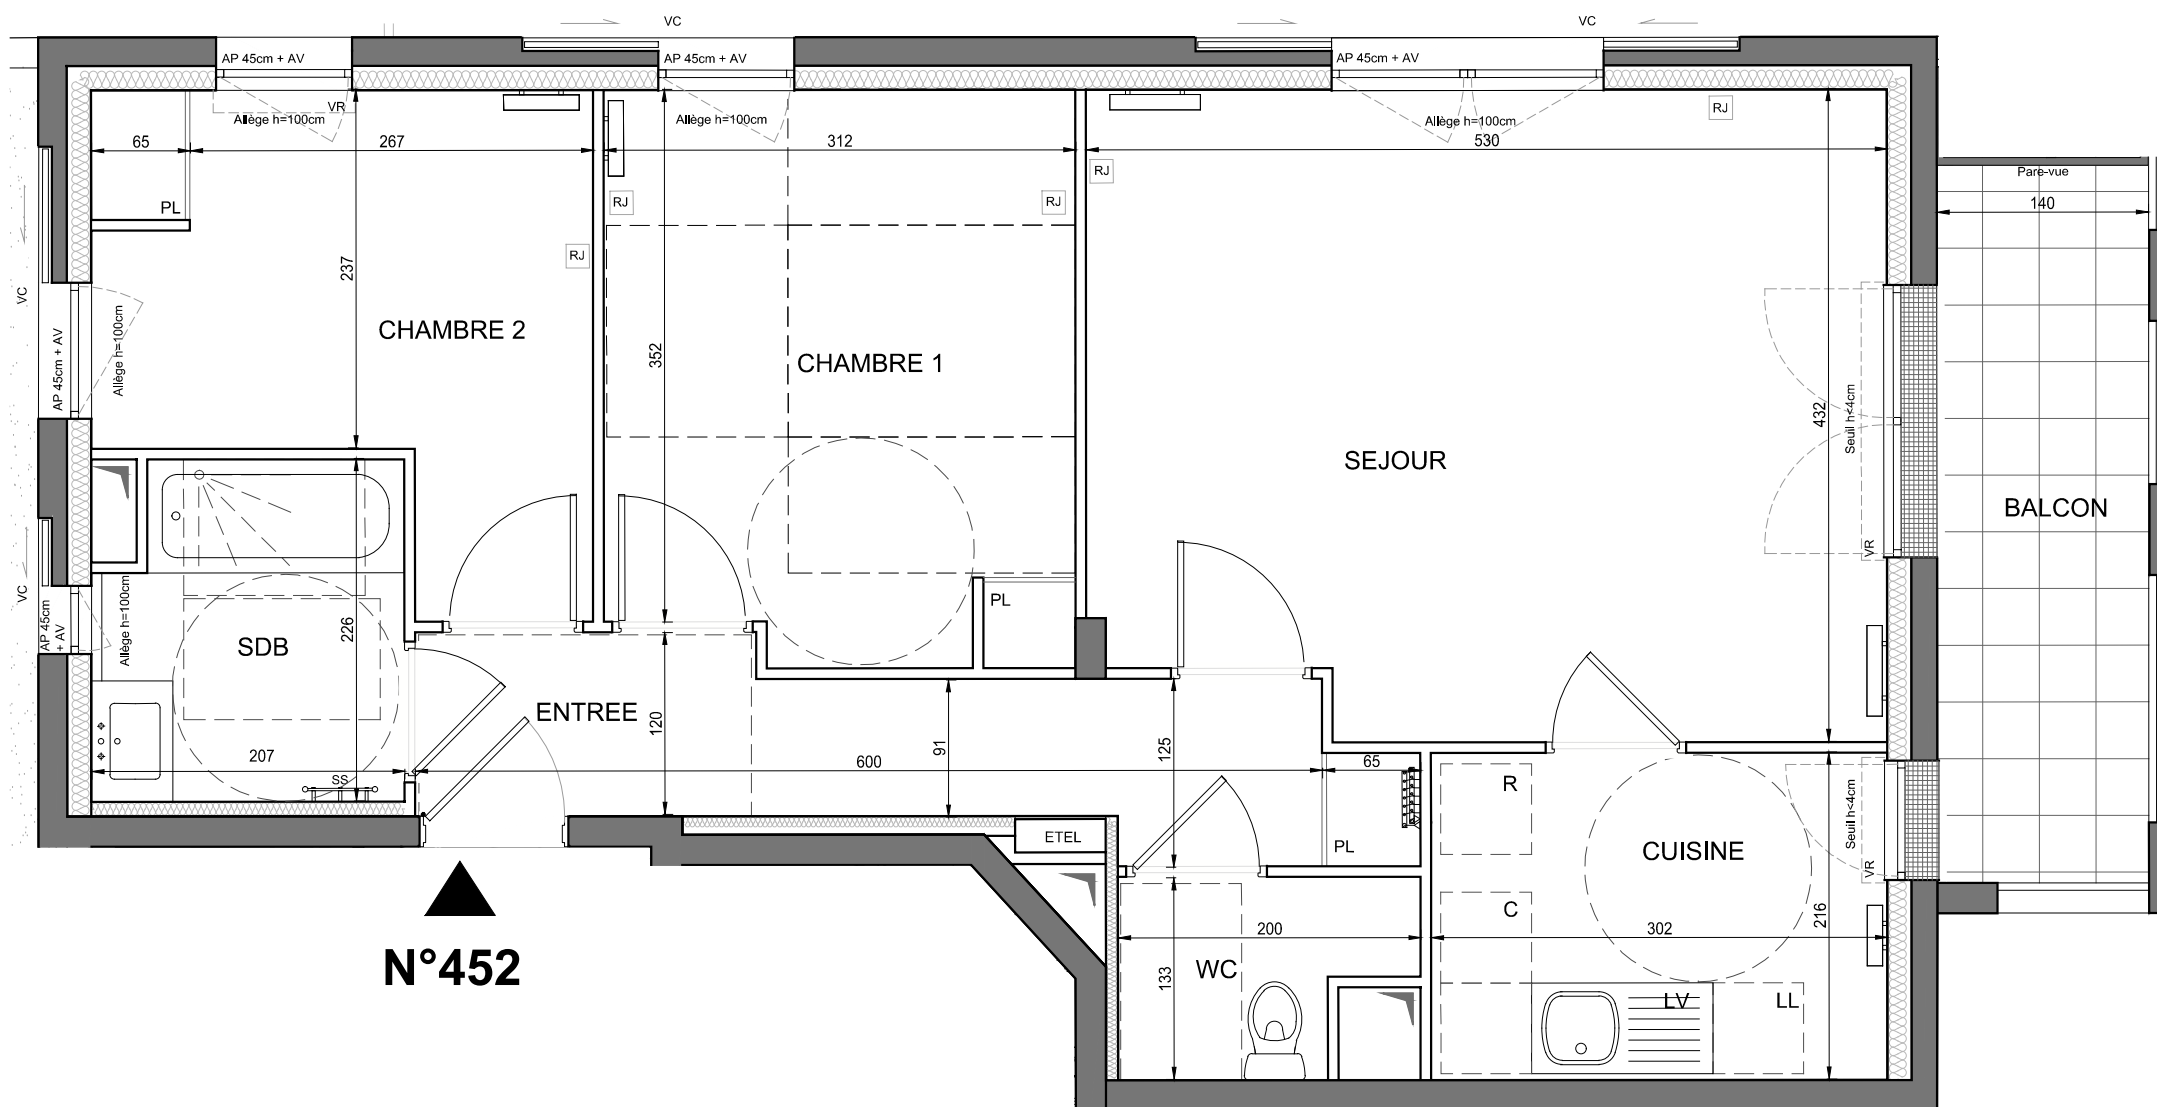 VC
VC
AP 45cm + AV
AP 45cm + AV
AP 45cm + AV
VR
Allège h=100cm
Allège h=100cm
Allège h=100cm
RJ
65
267
312
530
Pare-vue
RJ
140
PL
RJ
RJ
RJ
237
VC
AP 45cm + AV
Allège h=100cm
CHAMBRE 2
352
CHAMBRE 1
432
Seuil h<4cm
SEJOUR
BALCON
VR
VC
AP 45cm
+ AV
Allège h=100cm
226
SDB
PL
ENTREE
120
91
125
207
600
65
SS
R
Seuil h<4cm
ETEL
PL
CUISINE
VR
C
N°452
200
302
216
WC
133
LV
LL